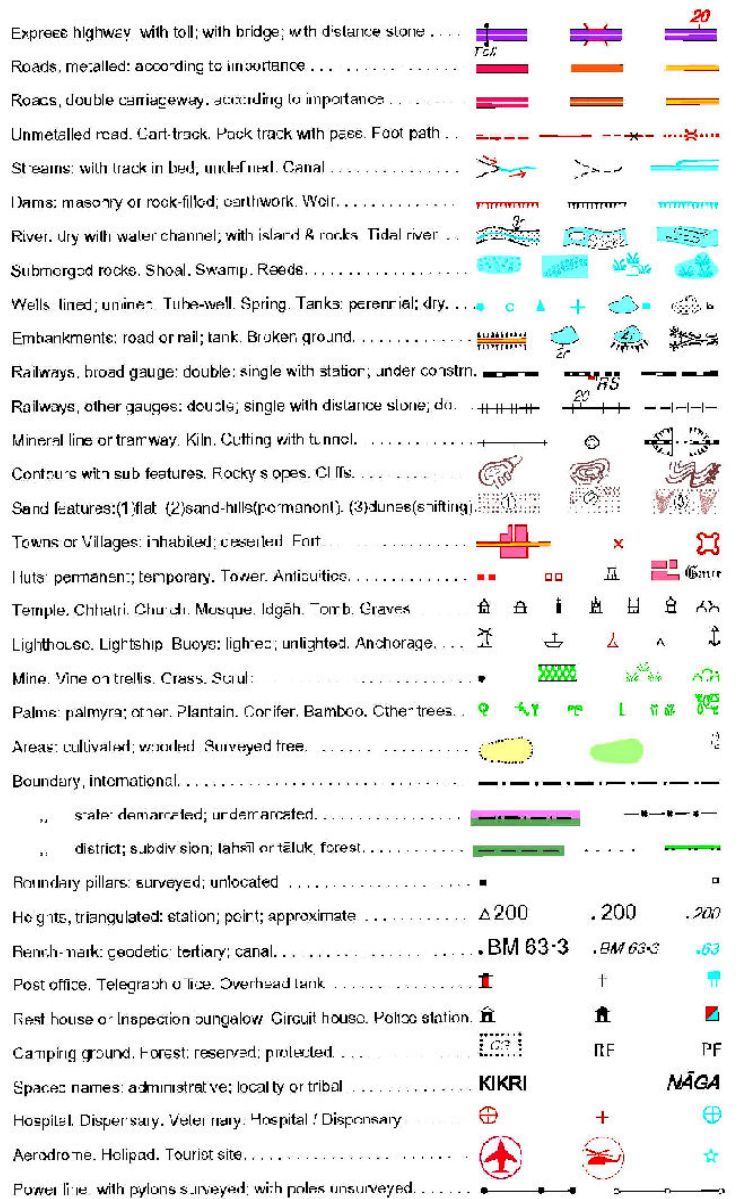 20
Express highway: with toll; with bridge; with distance stone
Toll
Roads, metalled: according to importance
Roads, double carriageway: according to importance
Unmetalled road. Cart-track. Pack track with pass. Foot path
Streams: with track in bed; undefined. Canal
Dams: masonry or rock-filled; earthwork. Weir
River: dry with water channel; with island & rocks. Tidal river
3r
Submerged rocks. Shoal. Swamp. Reeds
Wells: lined; unlined. Tube-well. Spring. Tanks: perennial; dry
Embankments: road or rail; tank. Broken ground
2r
Railways, broad gauge: double; single with station; under constrn.
RS
Railways, other gauges: double; single with distance stone; do.
20
Mineral line or tramway. Kiln. Cutting with tunnel
Contours with sub features. Rocky slopes. Cliffs
Sand features:(1)flat (2)sand-hills(permanent). (3)dunes(shifting) (1) (2) (3)
Towns or Villages: inhabited; deserted. Fort
Huts: permanent; temporary. Tower. Antiquities
Temple. Chhatri. Church. Mosque. Idgāh. Tomb. Graves
Lighthouse. Lightship. Buoys: lighted; unlighted. Anchorage
Mine. Vine on trellis. Grass. Scrub
Palms: palmyra; other. Plantain. Conifer. Bamboo. Other trees
Areas: cultivated; wooded. Surveyed tree
Boundary, international
,, state: demarcated; undemarcated
,, district; subdivision; tahsīl or tāluk; forest
Boundary pillars: surveyed; unlocated
Heights, triangulated: station; point; approximate △200 .200 .200
Bench-mark: geodetic; tertiary; canal .BM 63·3 .BM 63·3 .63
Post office. Telegraph office. Overhead tank
Rest house or Inspection bungalow. Circuit house. Police station
Camping ground. Forest: reserved; protected CG RF PF
Spaced names: administrative; locality or tribal KIKRI NĀGA
Hospital. Dispensary. Veterinary: Hospital / Dispensary
Aerodrome. Helipad. Tourist site
Power line: with pylons surveyed; with poles unsurveyed